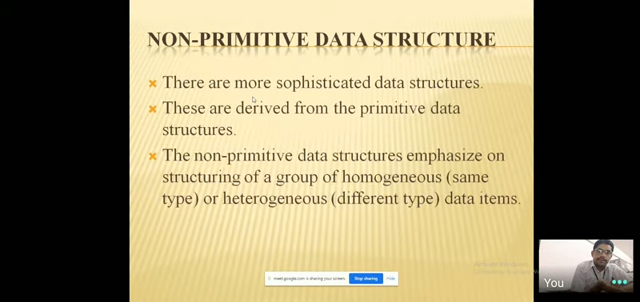 NON-PRIMITIVE DATA STRUCTURE
There are more sophisticated data structures.
These are derived from the primitive data
structures.
The non-primitive data structures emphasize on
structuring of a group of homogeneous (same
type) or heterogeneous (different type) data items.
meet.google.com is sharing your screen.
Stop sharing
Hide
You